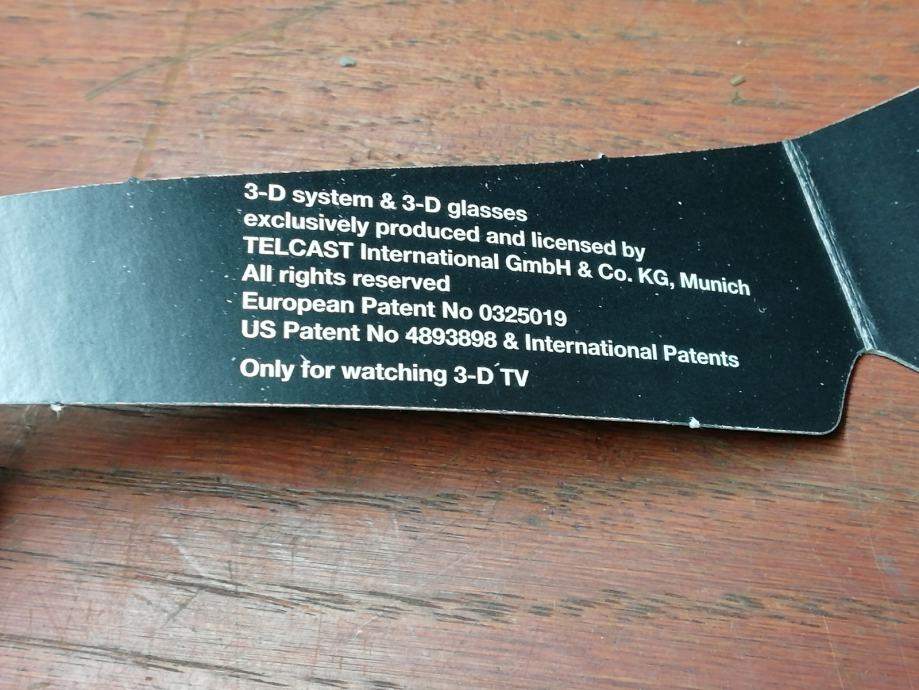 3-D system & 3-D glasses
exclusively produced and licensed by
TELCAST International GmbH & Co. KG, Munich
All rights reserved
European Patent No 0325019
US Patent No 4893898 & International Patents
Only for watching 3-D TV